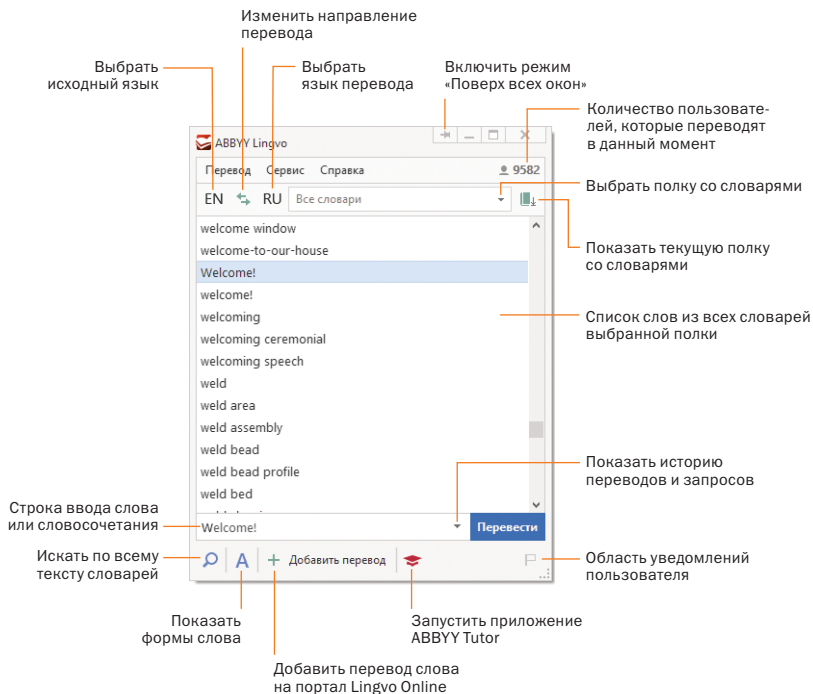 Изменить направление
перевода
Выбрать
исходный язык
Выбрать
язык перевода
Включить режим
«Поверх всех окон»
Количество пользовате-
лей, которые переводят
в данный момент
ABBYY Lingvo
Перевод Сервис Справка 9582
EN RU Все словари
Выбрать полку со словарями
Показать текущую полку
со словарями
welcome window
welcome-to-our-house
Welcome!
welcome!
welcoming
welcoming ceremonial
welcoming speech
weld
weld area
weld assembly
weld bead
weld bead profile
weld bed
Список слов из всех словарей
выбранной полки
Показать историю
переводов и запросов
Строка ввода слова
или словосочетания
Welcome! Перевести
Искать по всему
тексту словарей
A Добавить перевод
Область уведомлений
пользователя
Показать
формы слова
Запустить приложение
ABBYY Tutor
Добавить перевод слова
на портал Lingvo Online